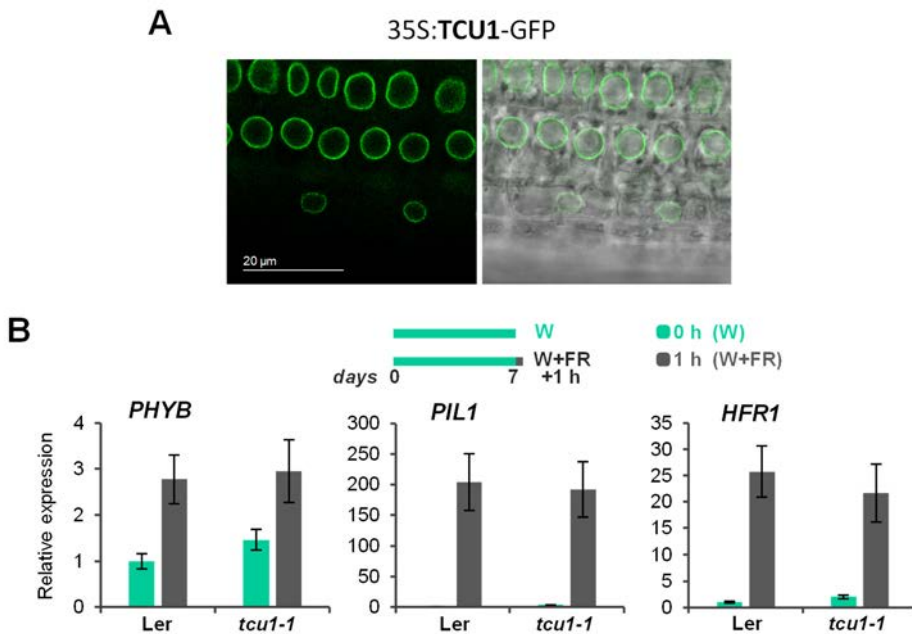 A
35S:TCU1-GFP
20 µm
B
W
W+FR
days 0 7 +1 h
0 h (W)
1 h (W+FR)
PHYB
Relative expression
4
3
2
1
0
Ler tcu1-1
PIL1
300
250
200
150
100
50
0
Ler tcu1-1
HFR1
35
30
25
20
15
10
5
0
Ler tcu1-1